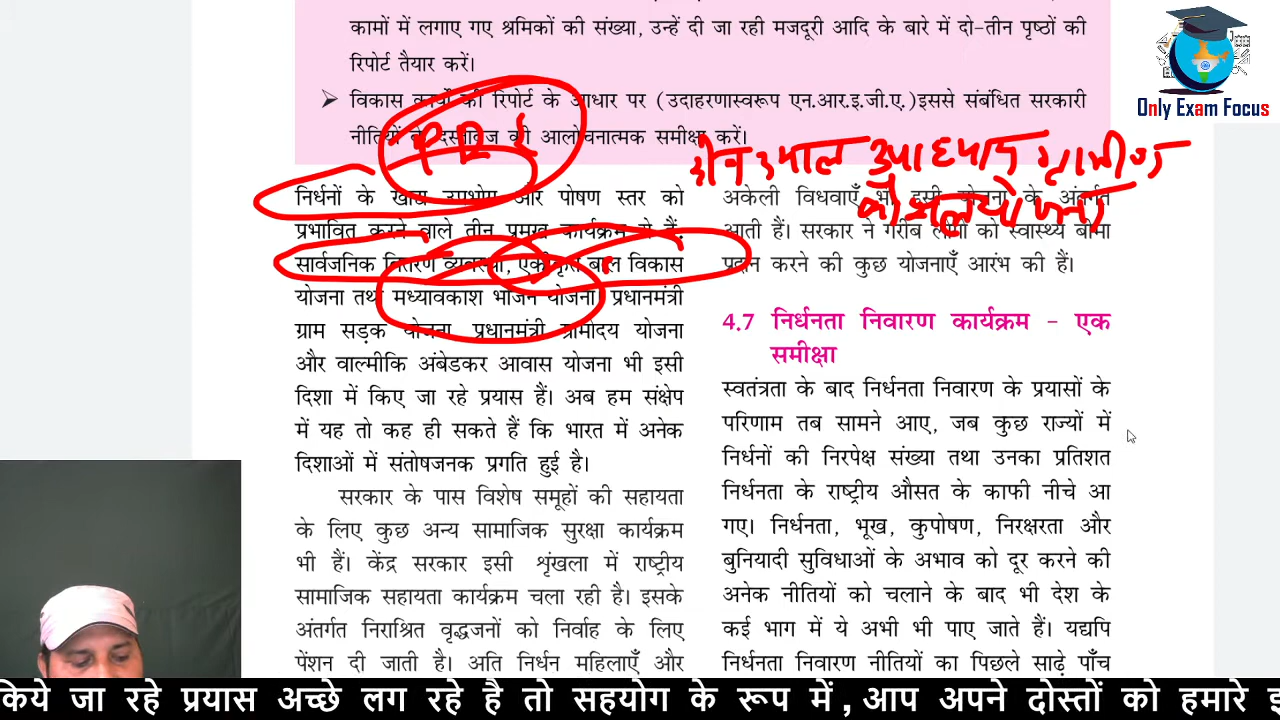 कामों में लगाए गए श्रमिकों की संख्या, उन्हें दी जा रही मजदूरी आदि के बारे में दो-तीन पृष्ठों की
रिपोर्ट तैयार करें।
➢ विकास कार्यों की रिपोर्ट के आधार पर (उदाहरणास्वरूप एन.आर.इ.जी.ए.)इससे संबंधित सरकारी
नीतियों के दस्तावेज की आलोचनात्मक समीक्षा करें।
Only Exam Focus
दीन उपाध्याय ग्रामीण
कौशल योजना
निर्धनों के खाद्य उपभोग और पोषण स्तर को
प्रभावित करने वाले तीन प्रमुख कार्यक्रम ये हैं,
सार्वजनिक वितरण व्यवस्था, एकीकृत बाल विकास
योजना तथा मध्यावकाश भोजन योजना। प्रधानमंत्री
ग्राम सड़क योजना, प्रधानमंत्री ग्रामोदय योजना
और वाल्मीकि अंबेडकर आवास योजना भी इसी
दिशा में किए जा रहे प्रयास हैं। अब हम संक्षेप
में यह तो कह ही सकते हैं कि भारत में अनेक
दिशाओं में संतोषजनक प्रगति हुई है।
सरकार के पास विशेष समूहों की सहायता
के लिए कुछ अन्य सामाजिक सुरक्षा कार्यक्रम
भी हैं। केंद्र सरकार इसी शृंखला में राष्ट्रीय
सामाजिक सहायता कार्यक्रम चला रही है। इसके
अंतर्गत निराश्रित वृद्धजनों को निर्वाह के लिए
पेंशन दी जाती है। अति निर्धन महिलाएँ और
अकेली विधवाएँ भी इसी योजना के अंतर्गत
आती हैं। सरकार ने गरीब लोगों को स्वास्थ्य बीमा
प्रदान करने की कुछ योजनाएँ आरंभ की हैं।
4.7 निर्धनता निवारण कार्यक्रम - एक
समीक्षा
स्वतंत्रता के बाद निर्धनता निवारण के प्रयासों के
परिणाम तब सामने आए, जब कुछ राज्यों में
निर्धनों की निरपेक्ष संख्या तथा उनका प्रतिशत
निर्धनता के राष्ट्रीय औसत के काफी नीचे आ
गए। निर्धनता, भूख, कुपोषण, निरक्षरता और
बुनियादी सुविधाओं के अभाव को दूर करने की
अनेक नीतियों को चलाने के बाद भी देश के
कई भाग में ये अभी भी पाए जाते हैं। यद्यपि
निर्धनता निवारण नीतियों का पिछले साढ़े पाँच
किये जा रहे प्रयास अच्छे लग रहे है तो सहयोग के रूप में, आप अपने दोस्तों को हमारे